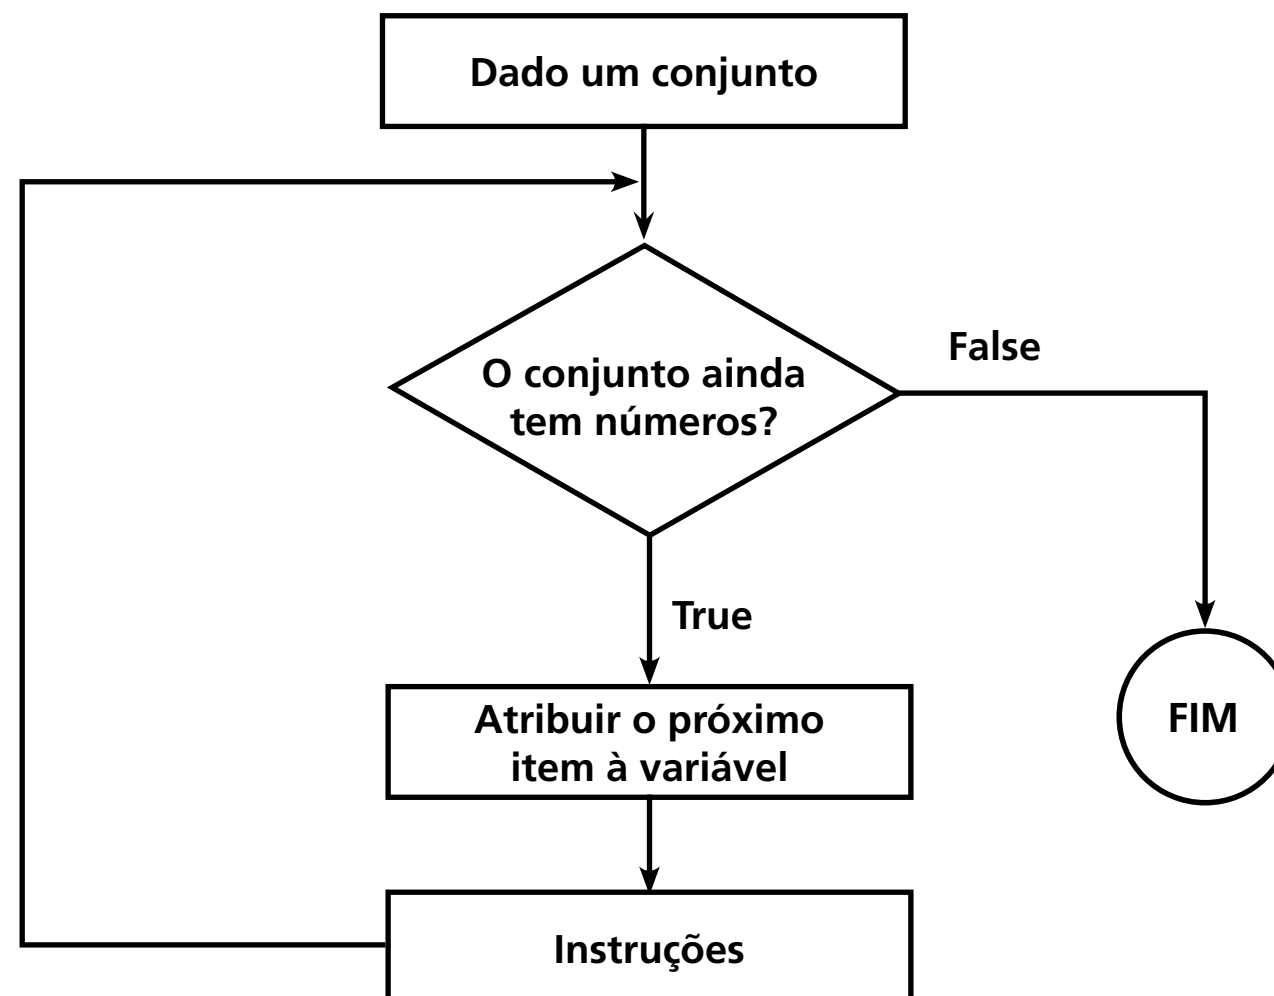 Dado um conjunto
O conjunto ainda
tem números?
False
True
Atribuir o próximo
item à variável
FIM
Instruções